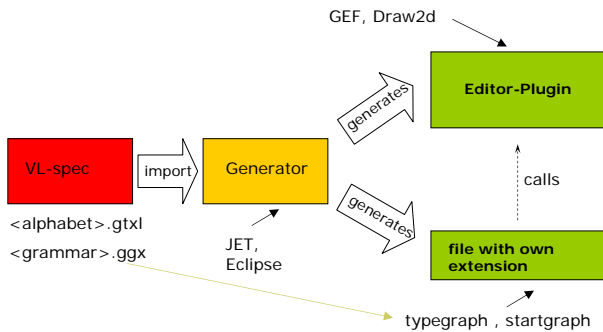 GEF, Draw2d
Editor-Plugin
generates
VL-spec
import
Generator
calls
generates
<alphabet>.gtxl
<grammar>.ggx
JET,
Eclipse
file with own
extension
typegraph , startgraph